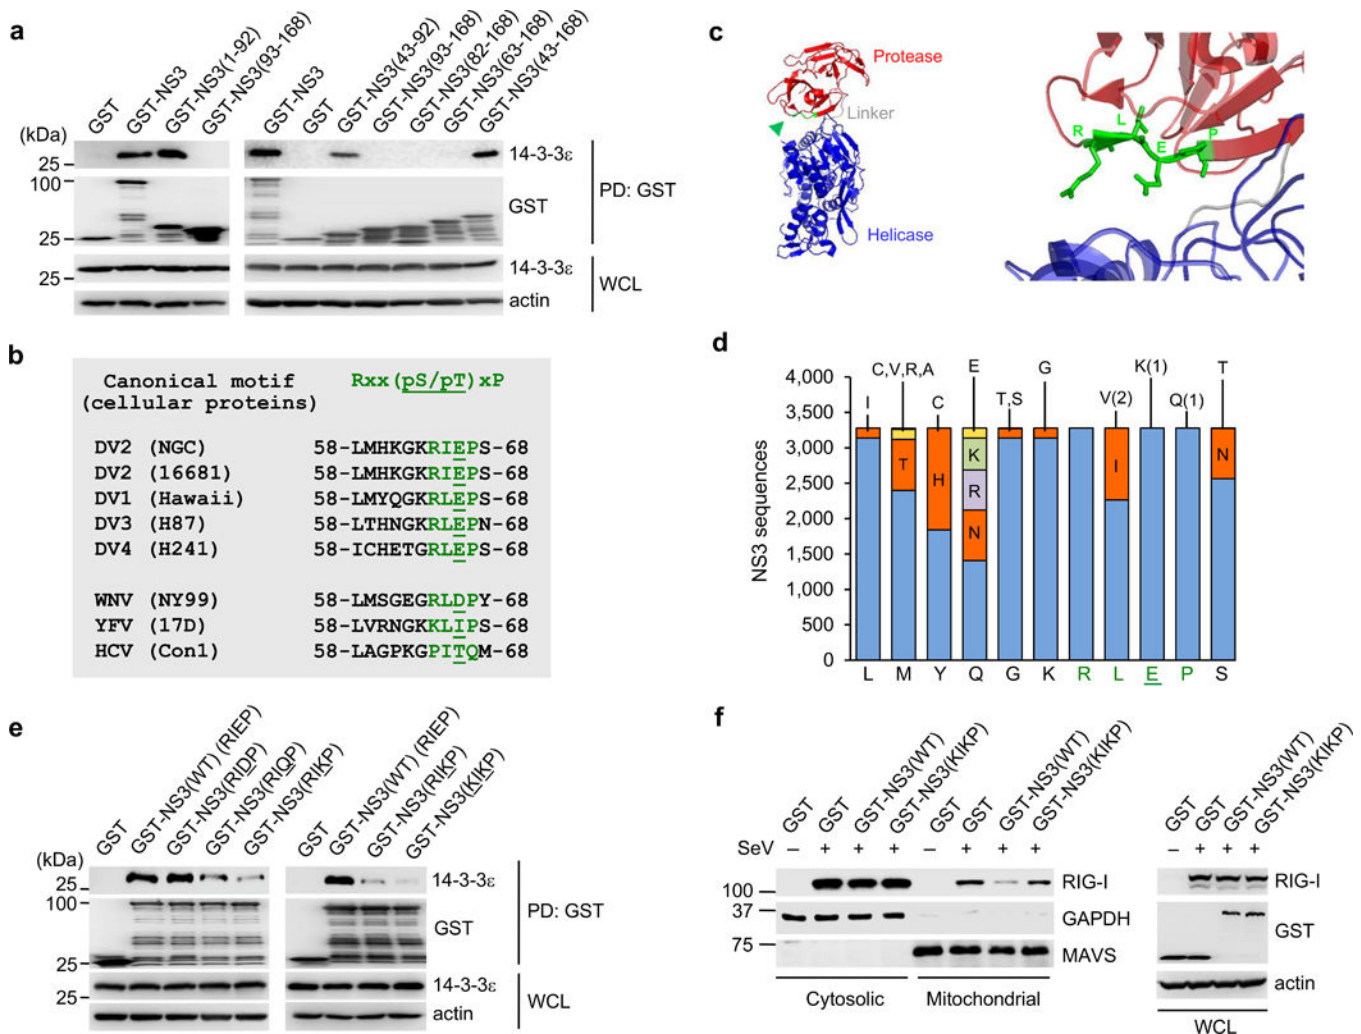 a
GST
GST-NS3
GST-NS3(1-92)
GST-NS3(93-168)
GST-NS3
GST
GST-NS3(43-92)
GST-NS3(93-168)
GST-NS3(82-168)
GST-NS3(63-168)
GST-NS3(43-168)
(kDa)
25
14-3-3ε
100
25
GST
PD: GST
25
14-3-3ε
actin
WCL
b
Canonical motif Rxx(pS/pT)xP
(cellular proteins)
DV2 (NGC) 58-LMHKGKRIEPS-68
DV2 (16681) 58-LMHKGKRIEPS-68
DV1 (Hawaii) 58-LMYQGKRLEPS-68
DV3 (H87) 58-LTHNGKRLEPN-68
DV4 (H241) 58-ICHETGRLEPS-68
WNV (NY99) 58-LMSGEGRLDPY-68
YFV (17D) 58-LVRNGKKLIPS-68
HCV (Con1) 58-LAGPKGPITQM-68
c
Protease
Linker
Helicase
R
L
E
P
d
NS3 sequences
4,000
3,500
3,000
2,500
2,000
1,500
1,000
500
0
I
C,V,R,A
C
E
T,S
G
V(2)
K(1)
Q(1)
T
T
H
K
R
N
I
N
L M Y Q G K R L E P S
e
GST
GST-NS3(WT) (RIEP)
GST-NS3(RIDP)
GST-NS3(RIQP)
GST-NS3(RIKP)
GST
GST-NS3(WT) (RIEP)
GST-NS3(RIKP)
GST-NS3(KIKP)
(kDa)
25
14-3-3ε
100
25
GST
PD: GST
25
14-3-3ε
actin
WCL
f
GST
GST
GST-NS3(WT)
GST-NS3(KIKP)
GST
GST
GST-NS3(WT)
GST-NS3(KIKP)
SeV – + + + – + + +
100
RIG-I
37
GAPDH
75
MAVS
Cytosolic Mitochondrial
GST
GST
GST-NS3(WT)
GST-NS3(KIKP)
– + + +
RIG-I
GST
actin
WCL